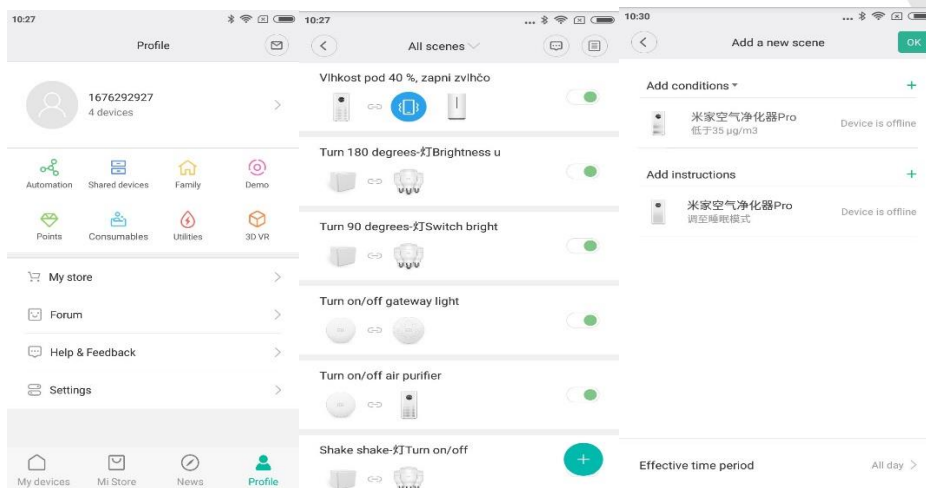 10:27
Profile
1676292927
4 devices
Automation
Shared devices
Family
Demo
Points
Consumables
Utilities
3D VR
My store
Forum
Help & Feedback
Settings
My devices
Mi Store
News
Profile
10:27
All scenes
Vlhkost pod 40 %, zapni zvlhčo
Turn 180 degrees-灯Brightness u
Turn 90 degrees-灯Switch bright
Turn on/off gateway light
Turn on/off air purifier
Shake shake-灯Turn on/off
10:30
Add a new scene
OK
Add conditions
米家空气净化器Pro
低于35 µg/m3
Device is offline
Add instructions
米家空气净化器Pro
调至睡眠模式
Device is offline
Effective time period
All day